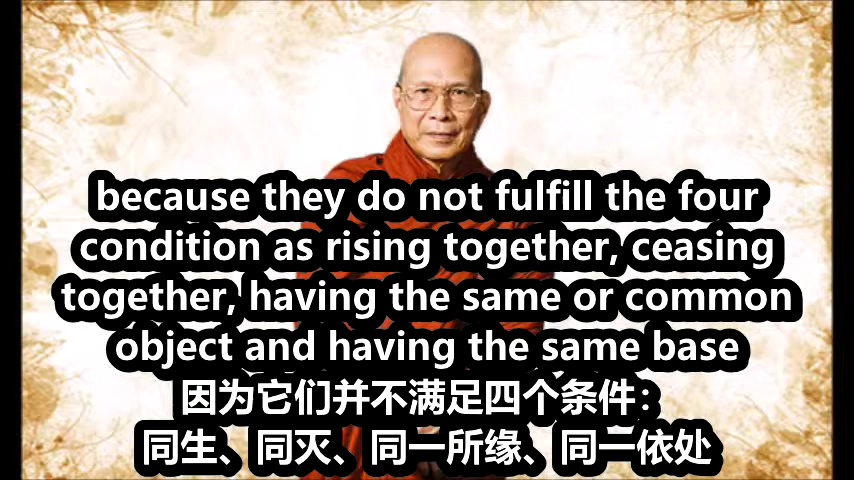 because they do not fulfill the four
condition as rising together, ceasing
together, having the same or common
object and having the same base
因为它们并不满足四个条件：
同生、同灭、同一所缘、同一依处